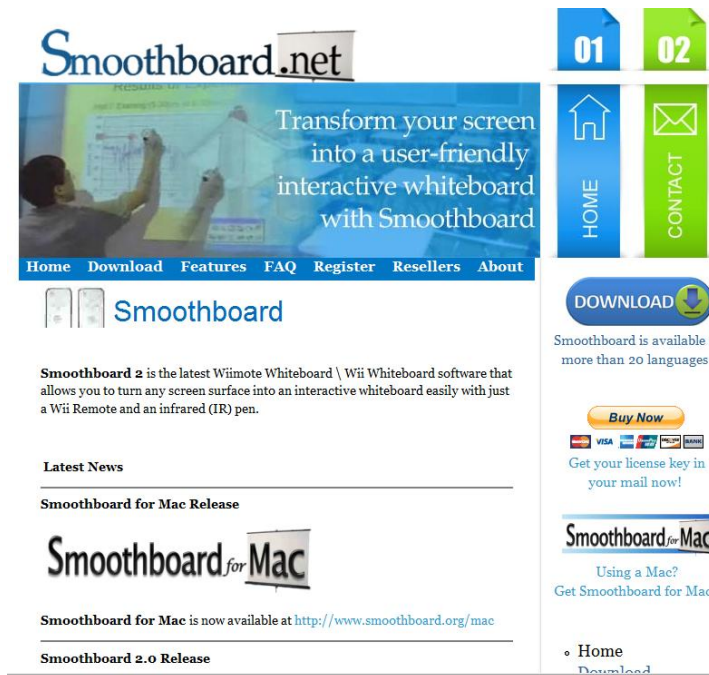 Smoothboard.net
01
02
Transform your screen
into a user-friendly
interactive whiteboard
with Smoothboard
HOME
CONTACT
Home Download Features FAQ Register Resellers About
Smoothboard
Smoothboard 2 is the latest Wiimote Whiteboard \ Wii Whiteboard software that
allows you to turn any screen surface into an interactive whiteboard easily with just
a Wii Remote and an infrared (IR) pen.
Latest News
Smoothboard for Mac Release
Smoothboard for Mac
Smoothboard for Mac is now available at http://www.smoothboard.org/mac
Smoothboard 2.0 Release
DOWNLOAD
Smoothboard is available
more than 20 languages
Buy Now
VISA
BANK
Get your license key in
your mail now!
Smoothboard for Mac
Using a Mac?
Get Smoothboard for Mac
Home
Download